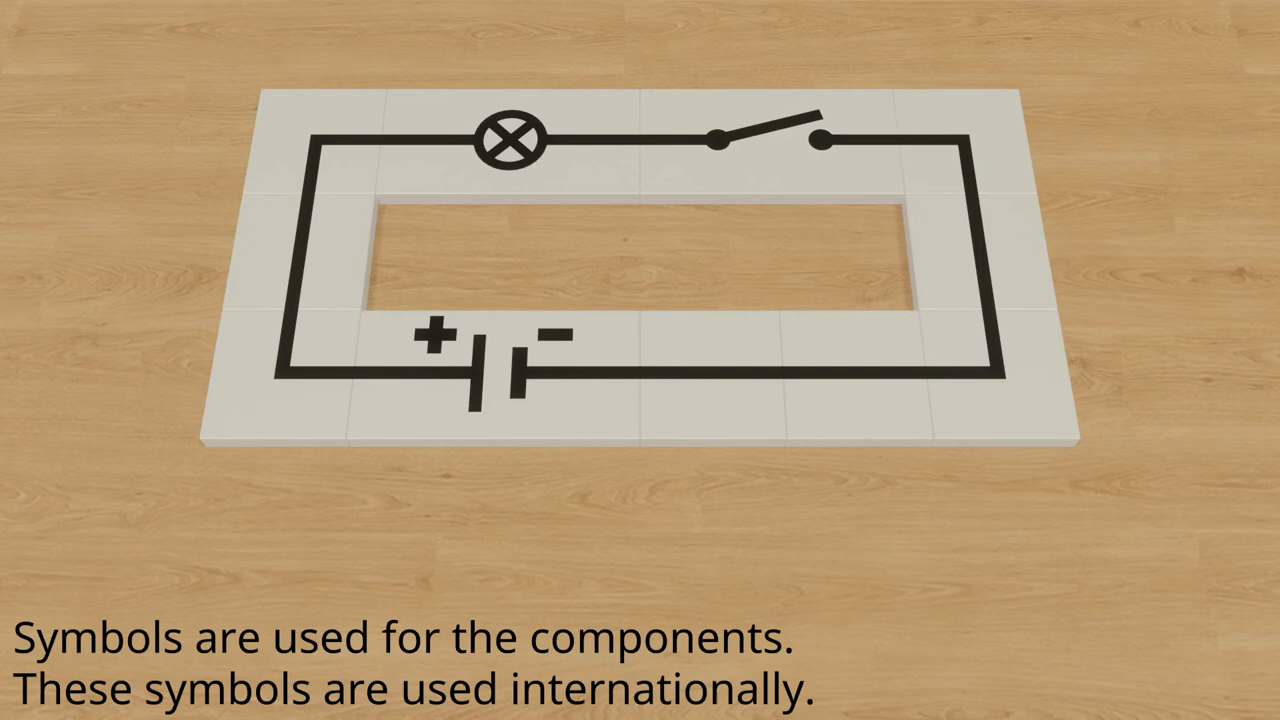 + -
Symbols are used for the components.
These symbols are used internationally.